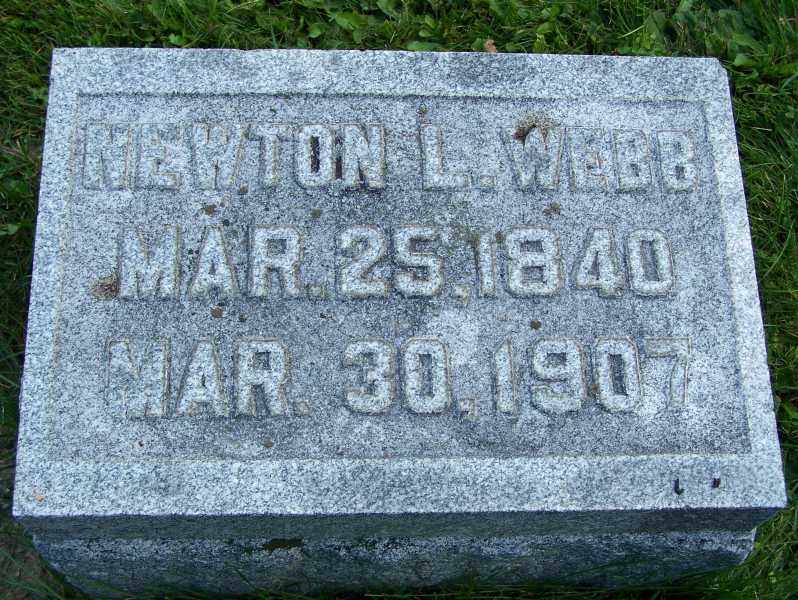 NEWTON L. WEBB
MAR. 25, 1840
MAR. 30, 1907